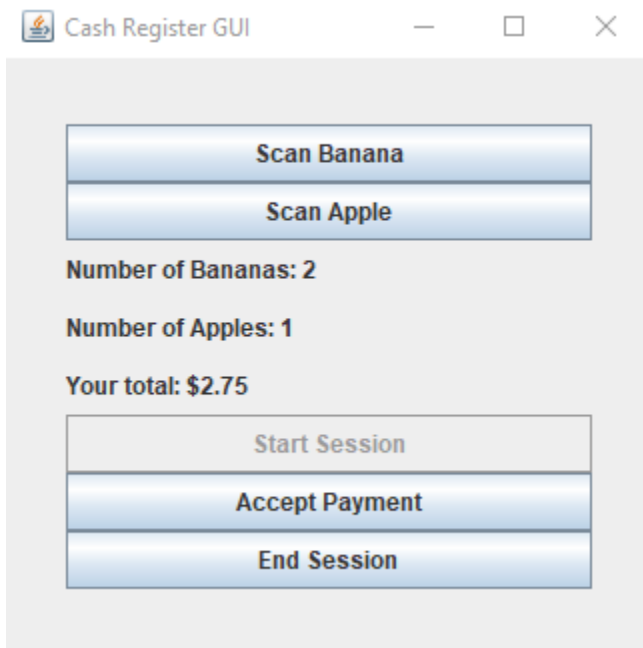 Cash Register GUI
Scan Banana
Scan Apple
Number of Bananas: 2
Number of Apples: 1
Your total: $2.75
Start Session
Accept Payment
End Session